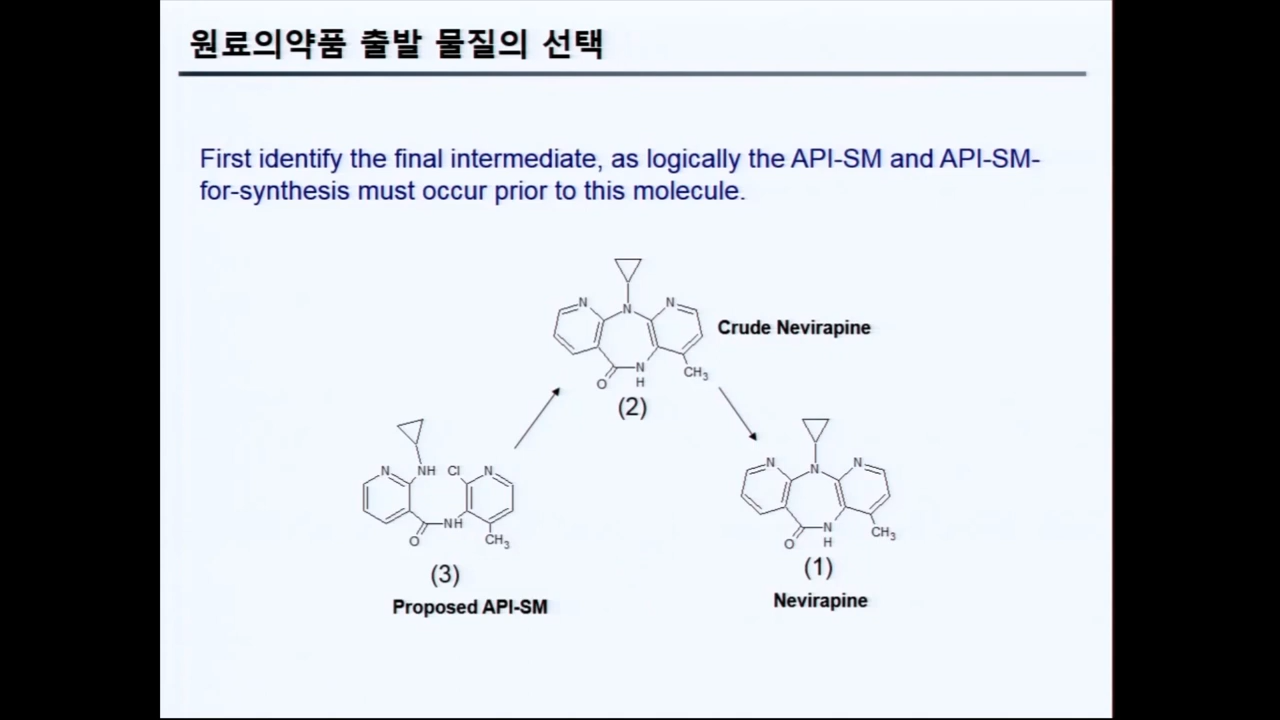 원료의약품 출발 물질의 선택
First identify the final intermediate, as logically the API-SM and API-SM-
for-synthesis must occur prior to this molecule.
N N N
Crude Nevirapine
O N H CH3
(2)
N NH Cl N
N N N
O NH CH3
O N H CH3
(3)
(1)
Proposed API-SM
Nevirapine